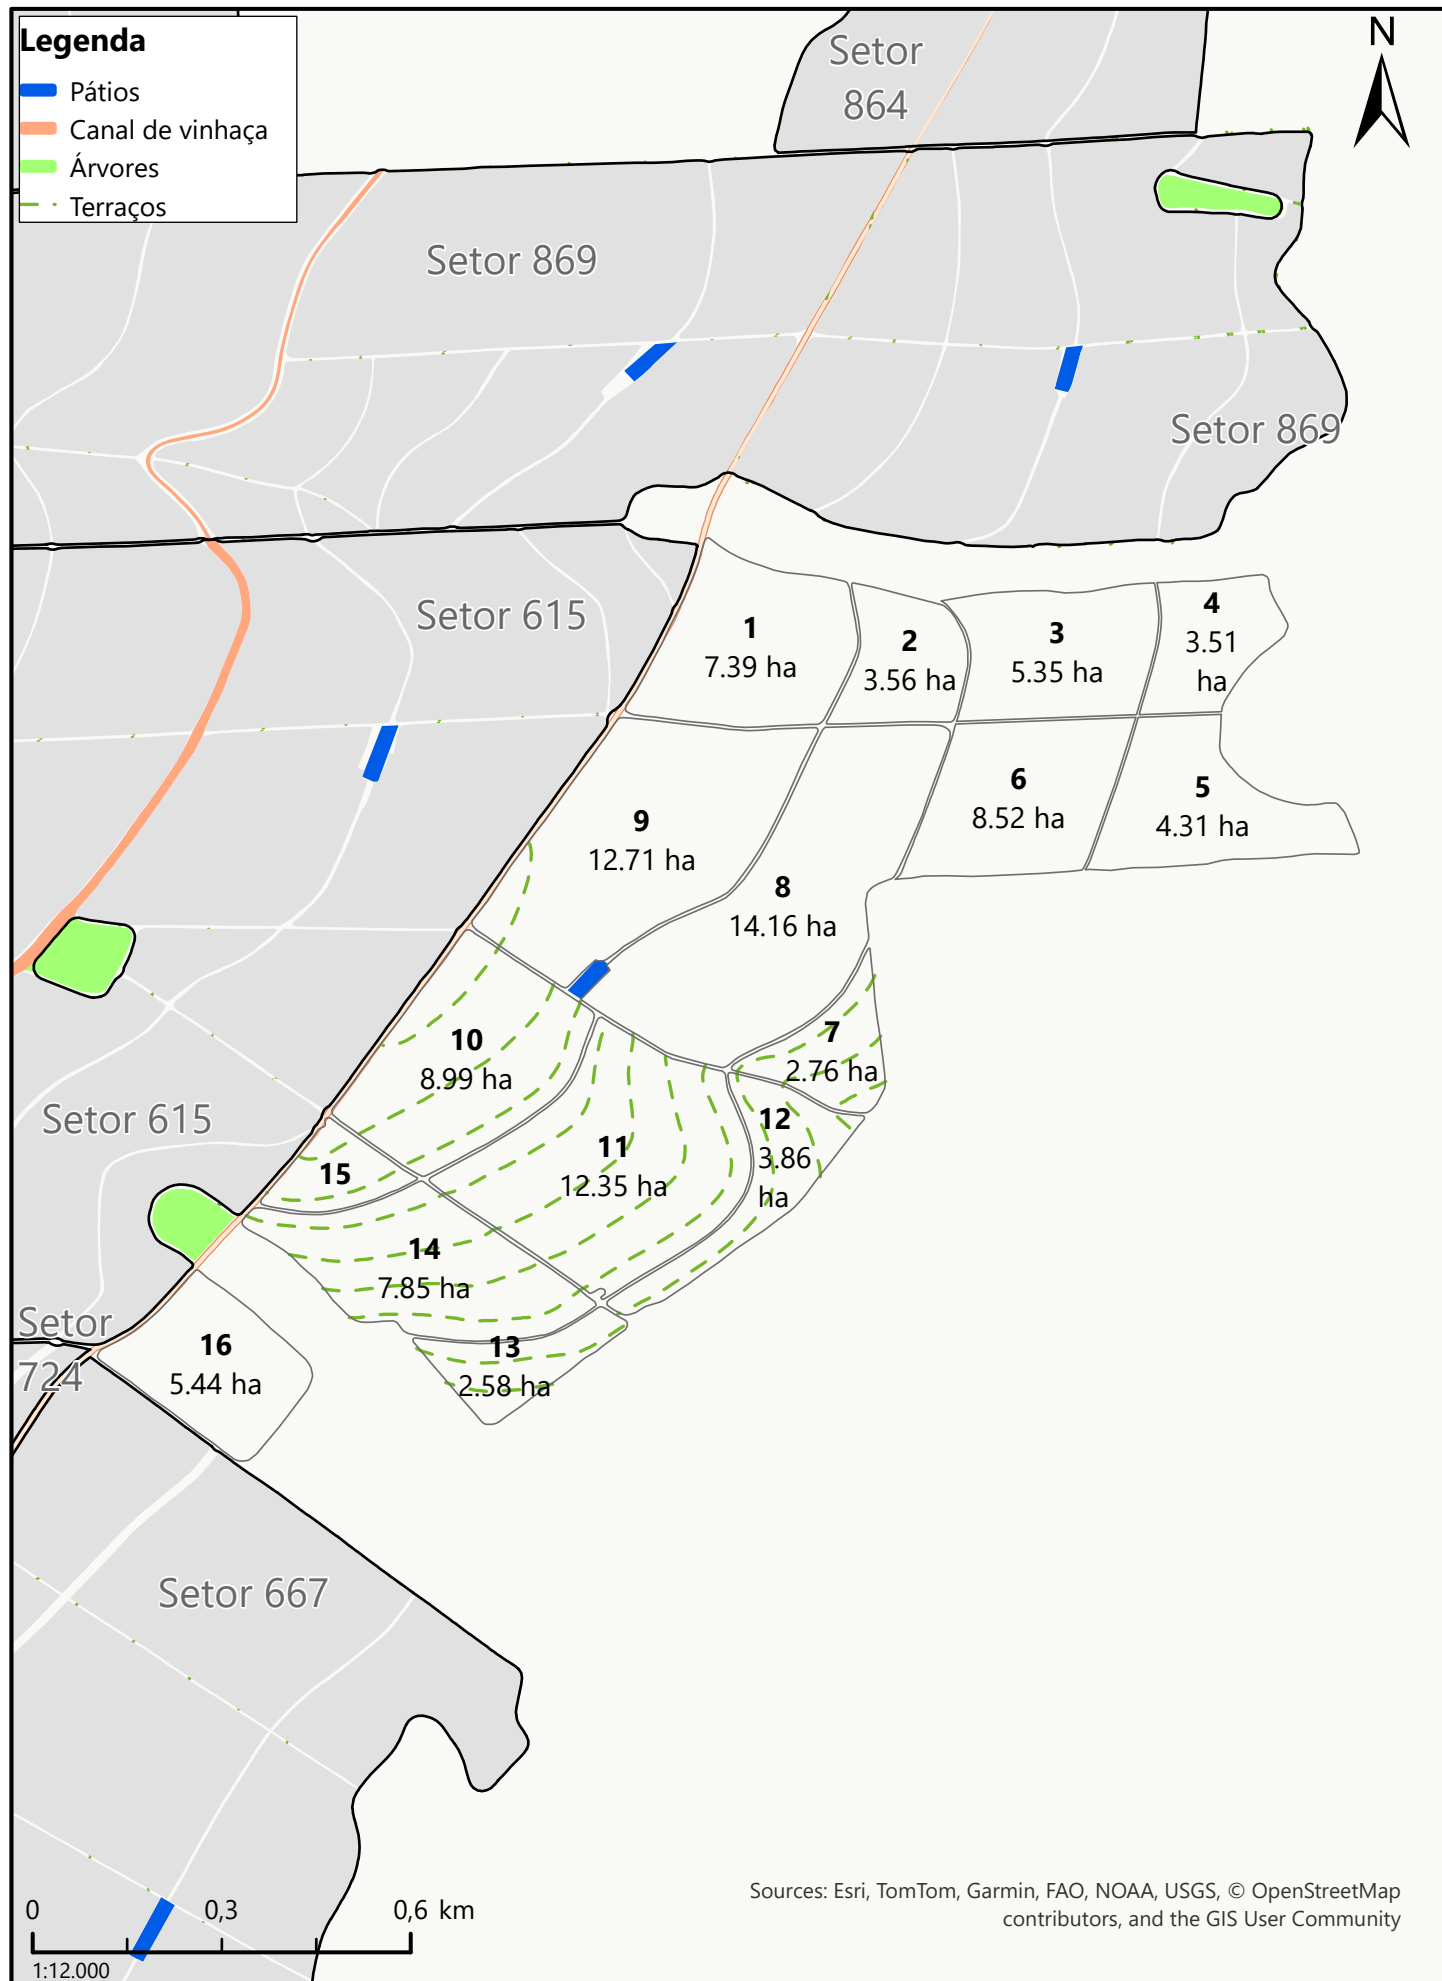 Legenda
Pátios
Canal de vinhaça
Árvores
Terraços
N
Setor
864
Setor 869
Setor 869
Setor 615
1
7.39 ha
2
3.56 ha
3
5.35 ha
4
3.51
ha
9
12.71 ha
6
8.52 ha
5
4.31 ha
8
14.16 ha
10
8.99 ha
7
2.76 ha
Setor 615
11
12.35 ha
12
3.86
ha
15
14
7.85 ha
Setor
724
16
5.44 ha
13
2.58 ha
Setor 667
0 0,3 0,6 km
1:12.000
Sources: Esri, TomTom, Garmin, FAO, NOAA, USGS, © OpenStreetMap
contributors, and the GIS User Community